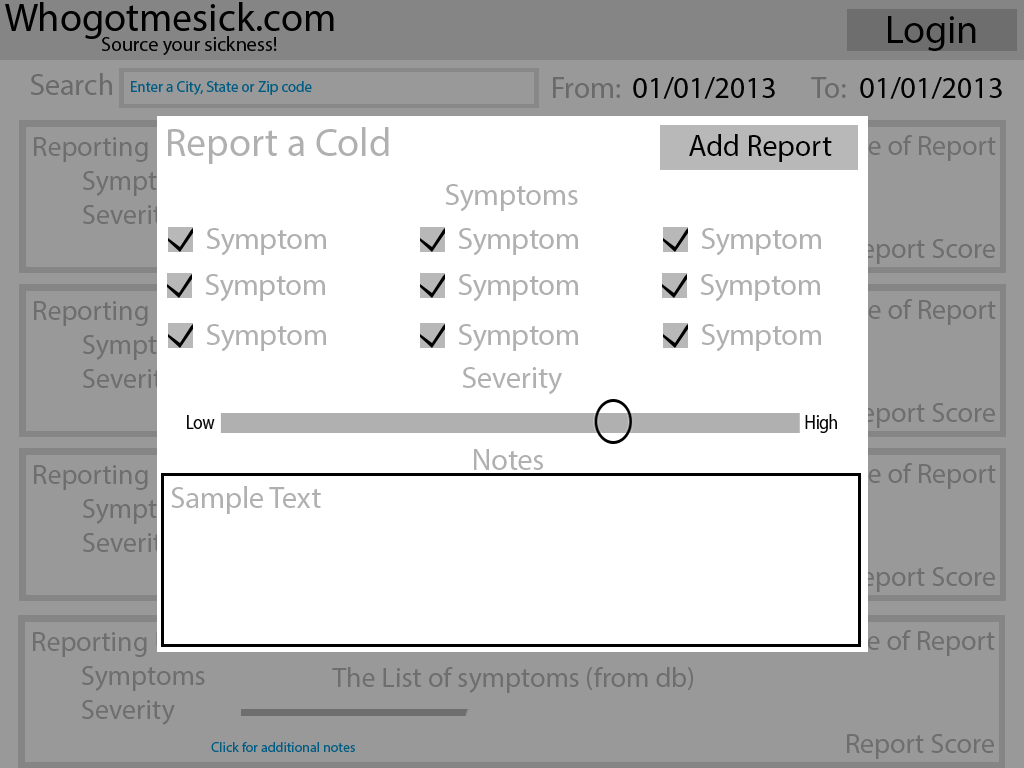 Whogotmesick.com
Source your sickness!
Login
Search Enter a City, State or Zip code From: 01/01/2013 To: 01/01/2013
Report a Cold Add Report
Symptoms
Symptom Symptom Symptom
Symptom Symptom Symptom
Symptom Symptom Symptom
Severity
Low High
Notes
Sample Text
Reporting e of Report
Sympt
Severit
eport Score
Reporting e of Report
Sympt
Severit
eport Score
Reporting e of Report
Sympt
Severit
eport Score
Reporting e of Report
Symptoms The List of symptoms (from db)
Severity
Click for additional notes Report Score